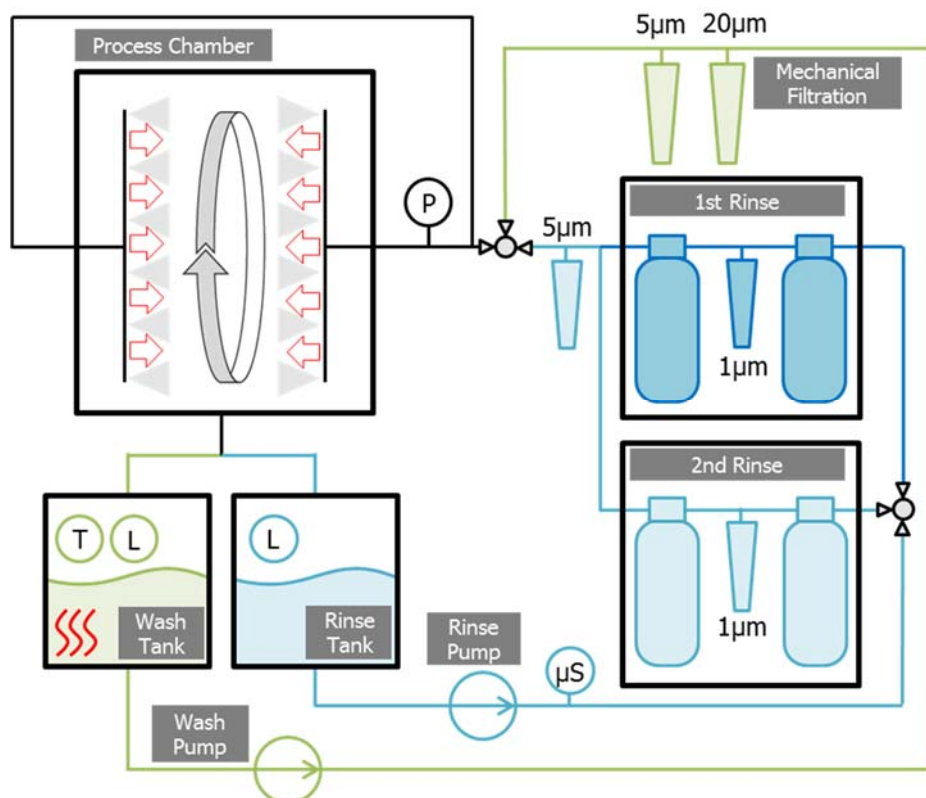 Process Chamber
5µm
20µm
Mechanical
Filtration
P
5µm
1st Rinse
1µm
2nd Rinse
1µm
T
L
L
Wash
Tank
Rinse
Tank
Rinse
Pump
µS
Wash
Pump